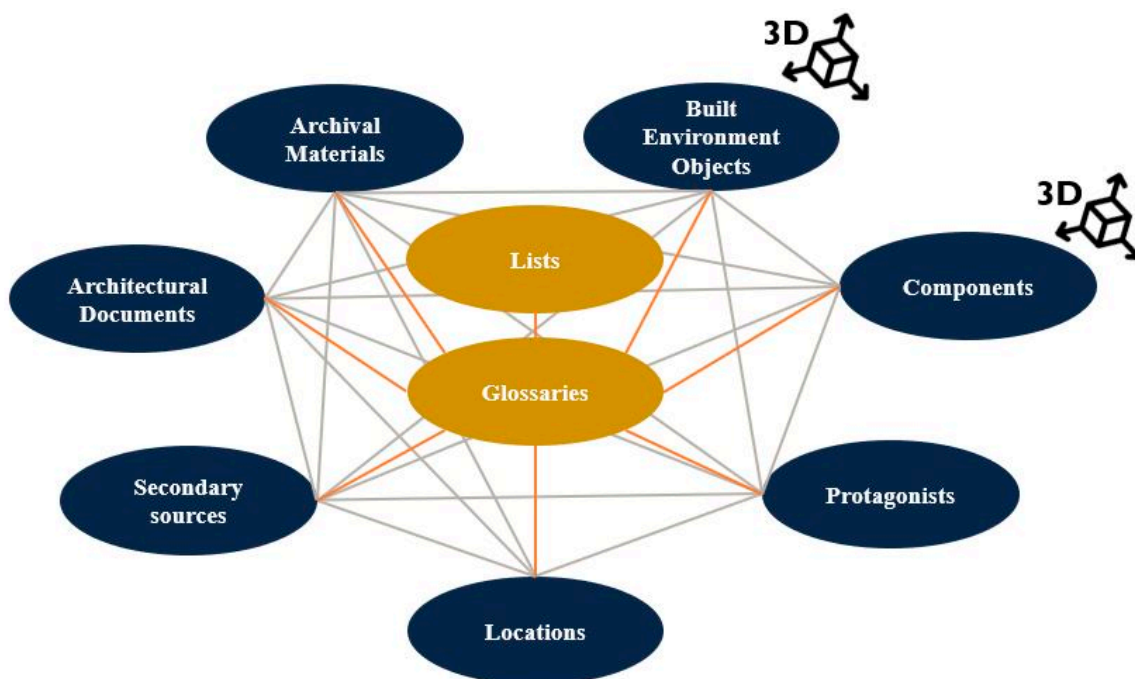 3D
Built
Environment
Objects
Archival
Materials
3D
Lists
Architectural
Documents
Components
Glossaries
Secondary
sources
Protagonists
Locations